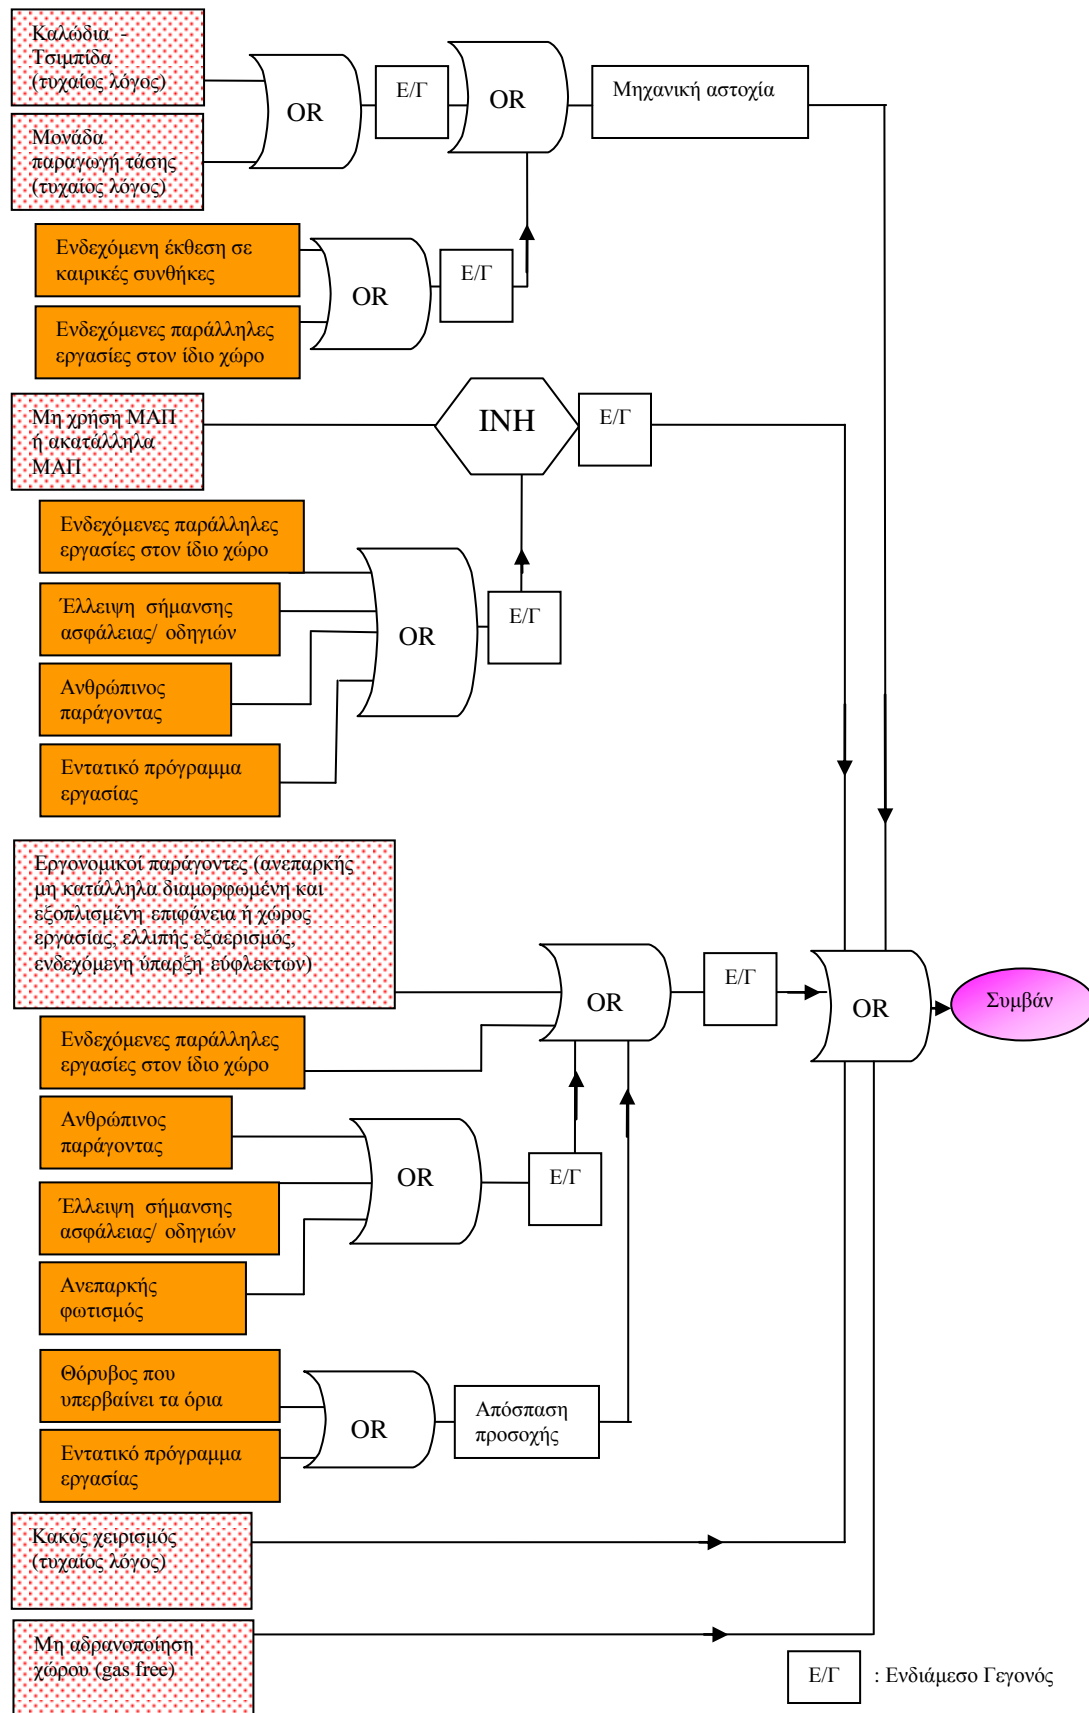 Καλώδια -
Τσιμπίδα
(τυχαίος λόγος)
OR
Ε/Γ
OR
Μηχανική αστοχία
Μονάδα
παραγωγή τάσης
(τυχαίος λόγος)
Ενδεχόμενη έκθεση σε
καιρικές συνθήκες
OR
Ε/Γ
Ενδεχόμενες παράλληλες
εργασίες στον ίδιο χώρο
Μη χρήση ΜΑΠ
ή ακατάλληλα
ΜΑΠ
INH
Ε/Γ
Ενδεχόμενες παράλληλες
εργασίες στον ίδιο χώρο
Έλλειψη σήμανσης
ασφάλειας/ οδηγιών
OR
Ε/Γ
Ανθρώπινος
παράγοντας
Εντατικό πρόγραμμα
εργασίας
Εργονομικοί παράγοντες (ανεπαρκής
μη κατάλληλα διαμορφωμένη και
εξοπλισμένη επιφάνεια ή χώρος
εργασίας, ελλιπής εξαερισμός,
ενδεχόμενη ύπαρξη εύφλεκτων)
OR
Ε/Γ
OR
Συμβάν
Ενδεχόμενες παράλληλες
εργασίες στον ίδιο χώρο
Ανθρώπινος
παράγοντας
OR
Ε/Γ
Έλλειψη σήμανσης
ασφάλειας/ οδηγιών
Ανεπαρκής
φωτισμός
Θόρυβος που
υπερβαίνει τα όρια
OR
Απόσπαση
προσοχής
Εντατικό πρόγραμμα
εργασίας
Κακός χειρισμός
(τυχαίος λόγος)
Μη αδρανοποίηση
χώρου (gas free)
Ε/Γ : Ενδιάμεσο Γεγονός